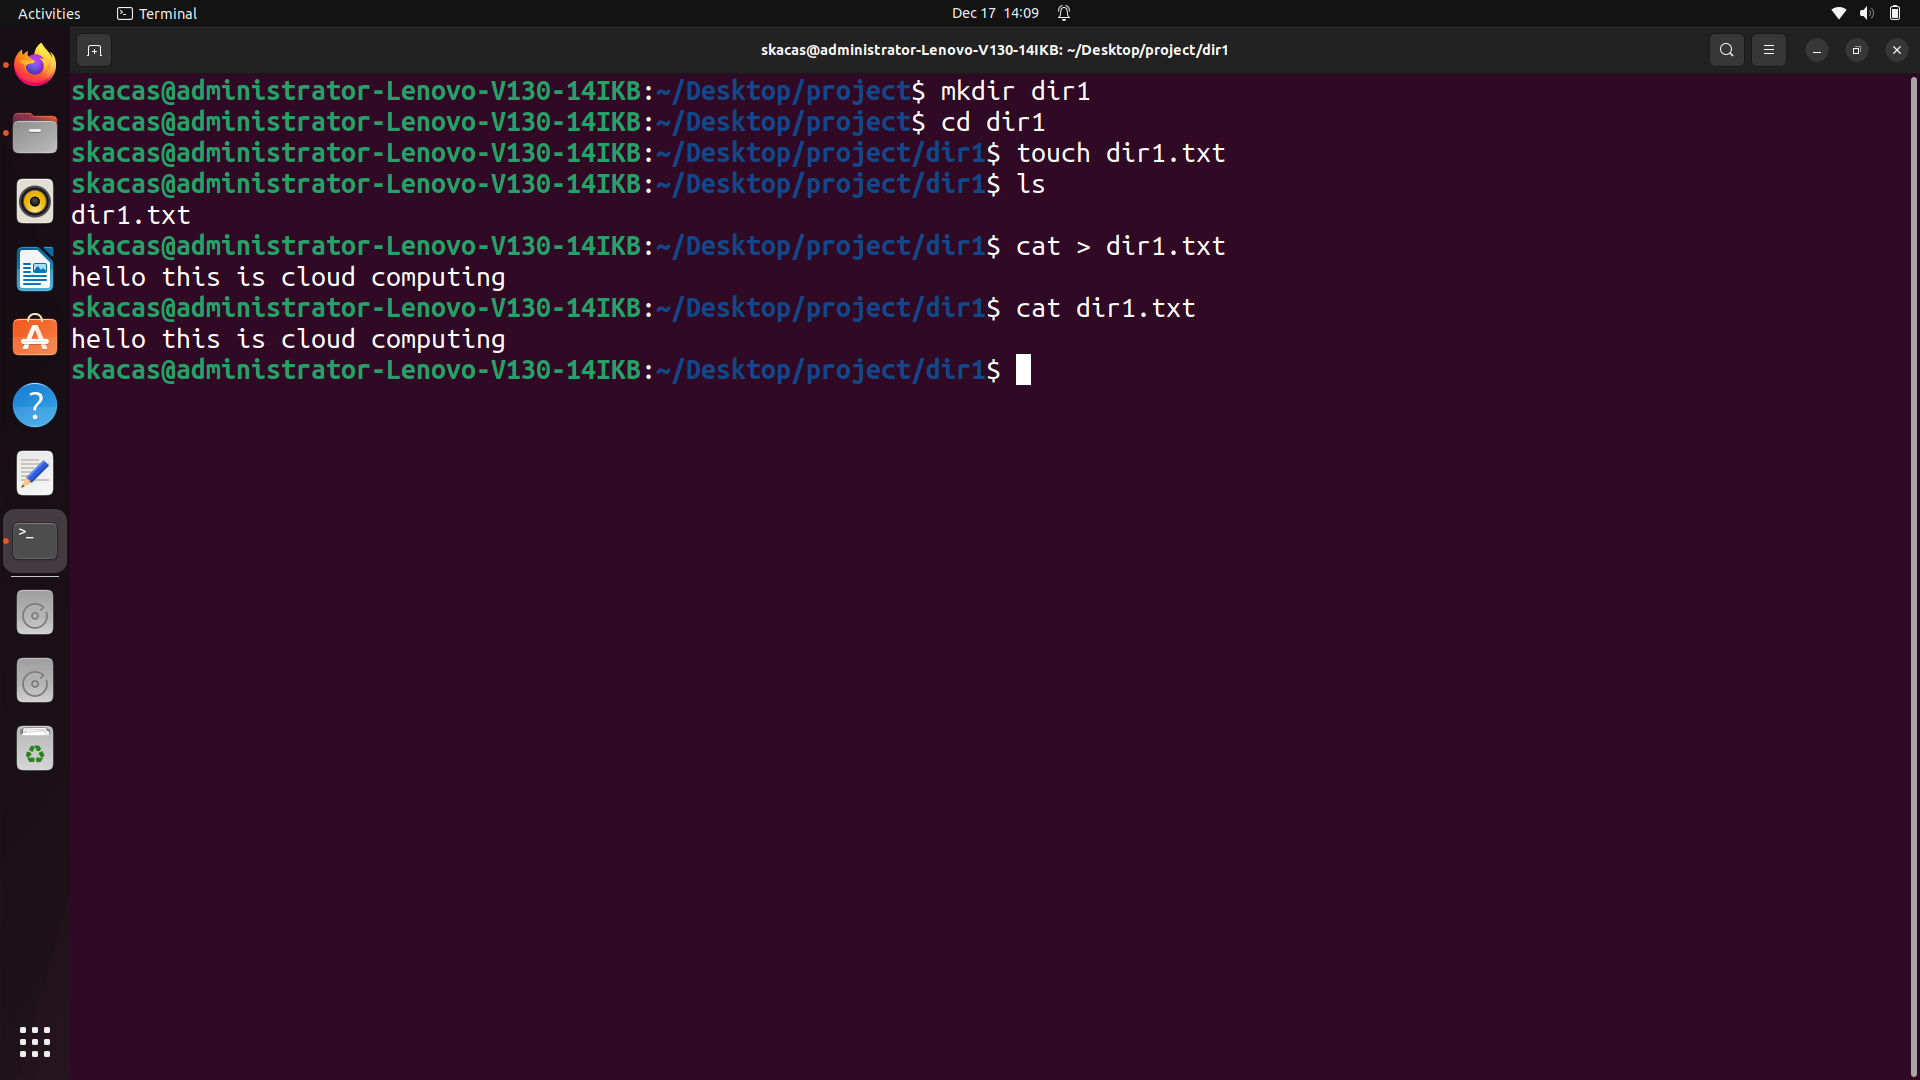 Activities Terminal Dec 17 14:09
skacas@administrator-Lenovo-V130-14IKB: ~/Desktop/project/dir1
skacas@administrator-Lenovo-V130-14IKB:~/Desktop/project$ mkdir dir1
skacas@administrator-Lenovo-V130-14IKB:~/Desktop/project$ cd dir1
skacas@administrator-Lenovo-V130-14IKB:~/Desktop/project/dir1$ touch dir1.txt
skacas@administrator-Lenovo-V130-14IKB:~/Desktop/project/dir1$ ls
dir1.txt
skacas@administrator-Lenovo-V130-14IKB:~/Desktop/project/dir1$ cat > dir1.txt
hello this is cloud computing
skacas@administrator-Lenovo-V130-14IKB:~/Desktop/project/dir1$ cat dir1.txt
hello this is cloud computing
skacas@administrator-Lenovo-V130-14IKB:~/Desktop/project/dir1$